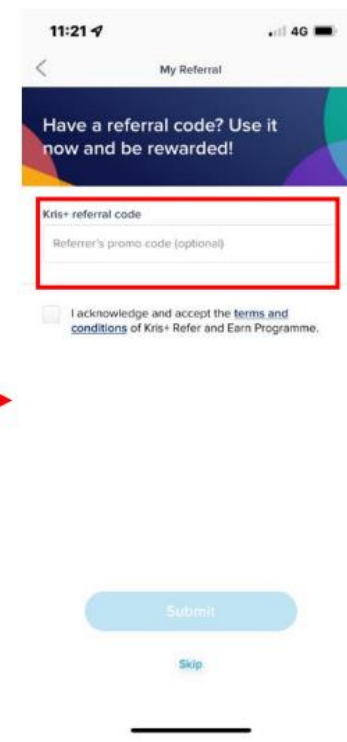 11:21
4G
My Referral
Have a referral code? Use it
now and be rewarded!
Kris+ referral code
Referrer's promo code (optional)
I acknowledge and accept the terms and
conditions of Kris+ Refer and Earn Programme.
Submit
Skip